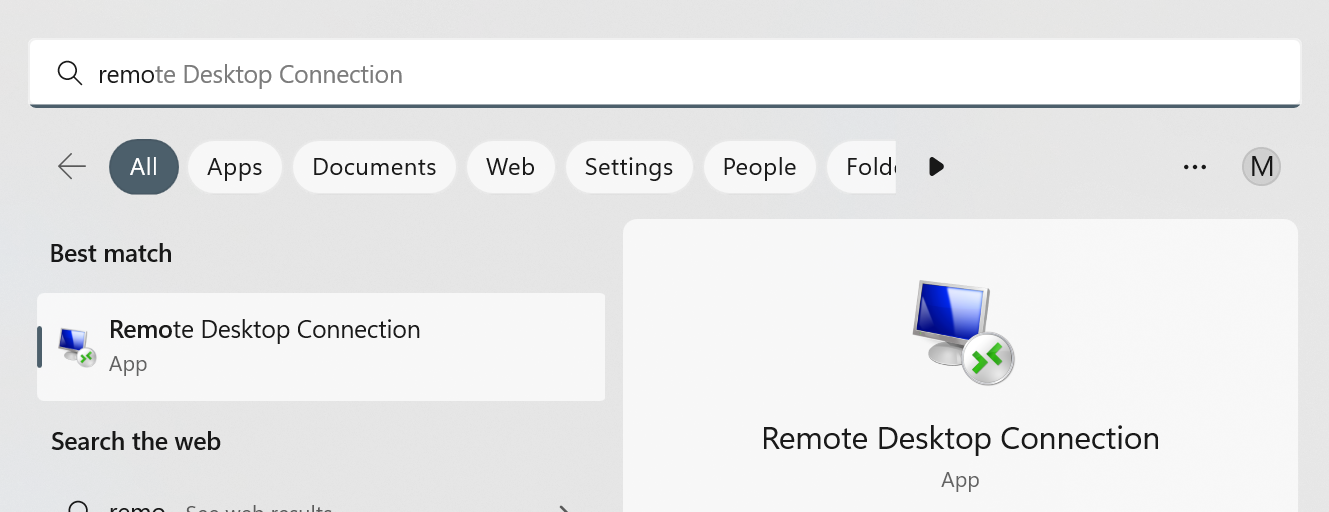 remote Desktop Connection
All Apps Documents Web Settings People Folde ... M
Best match
Remote Desktop Connection
App
Search the web
remo - See web results
Remote Desktop Connection
App